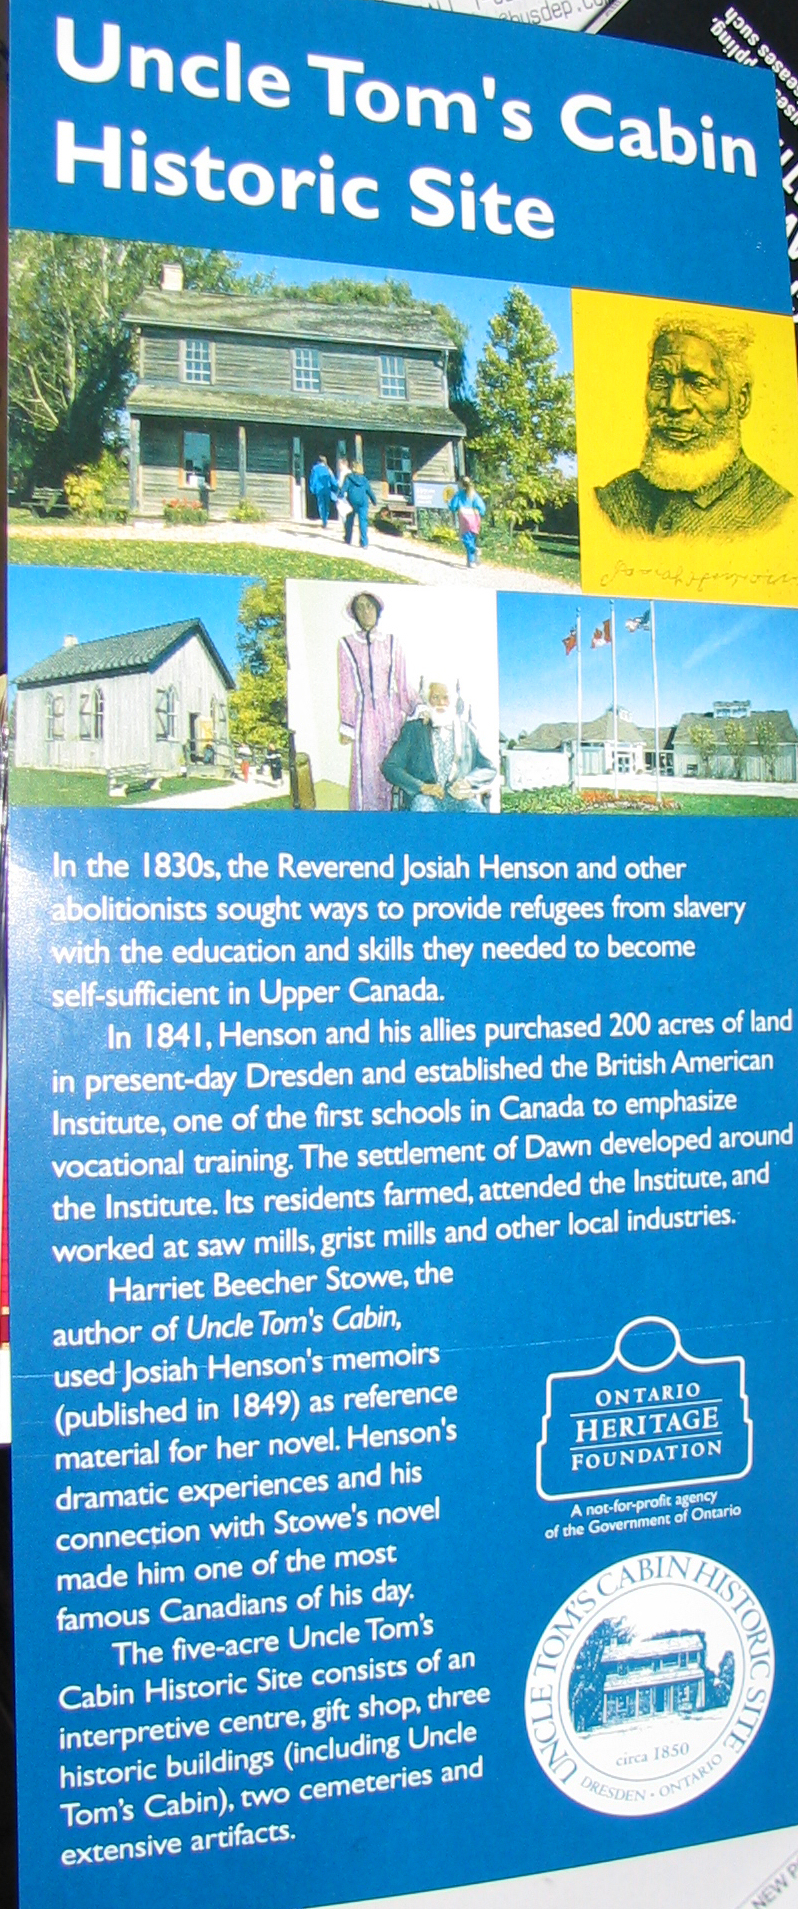 Uncle Tom's Cabin
Historic Site
Josiah Henson
In the 1830s, the Reverend Josiah Henson and other
abolitionists sought ways to provide refugees from slavery
with the education and skills they needed to become
self-sufficient in Upper Canada.
In 1841, Henson and his allies purchased 200 acres of land
in present-day Dresden and established the British American
Institute, one of the first schools in Canada to emphasize
vocational training. The settlement of Dawn developed around
the Institute. Its residents farmed, attended the Institute, and
worked at saw mills, grist mills and other local industries.
Harriet Beecher Stowe, the
author of Uncle Tom's Cabin,
used Josiah Henson's memoirs
(published in 1849) as reference
material for her novel. Henson's
dramatic experiences and his
connection with Stowe's novel
made him one of the most
famous Canadians of his day.
The five-acre Uncle Tom's
Cabin Historic Site consists of an
interpretive centre, gift shop, three
historic buildings (including Uncle
Tom's Cabin), two cemeteries and
extensive artifacts.
ONTARIO
HERITAGE
FOUNDATION
A not-for-profit agency
of the Government of Ontario
UNCLE TOM'S CABIN HISTORIC SITE
circa 1850
DRESDEN • ONTARIO
NEW P